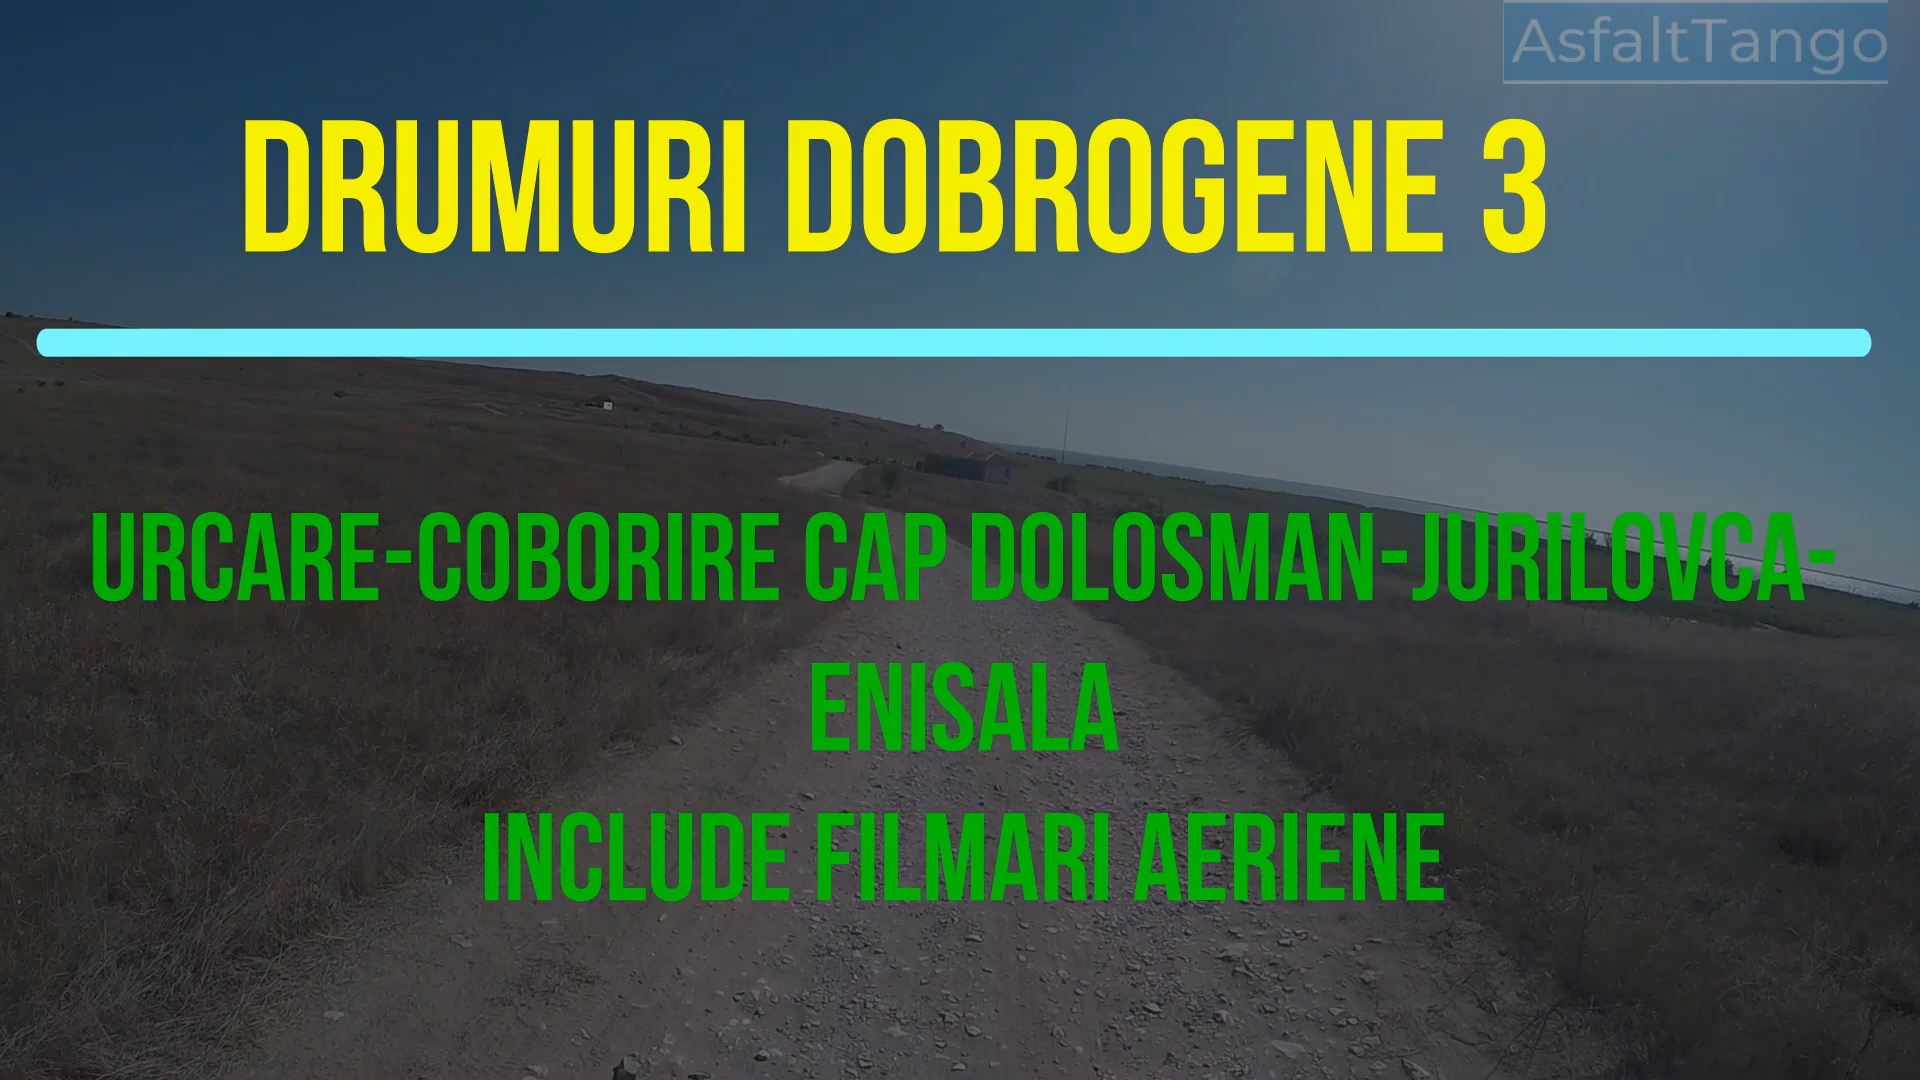 AsfaltTango
DRUMURI DOBROGENE 3
URCARE-COBORIRE CAP DOLOSMAN-JURILOVCA-
ENISALA
INCLUDE FILMARI AERIENE